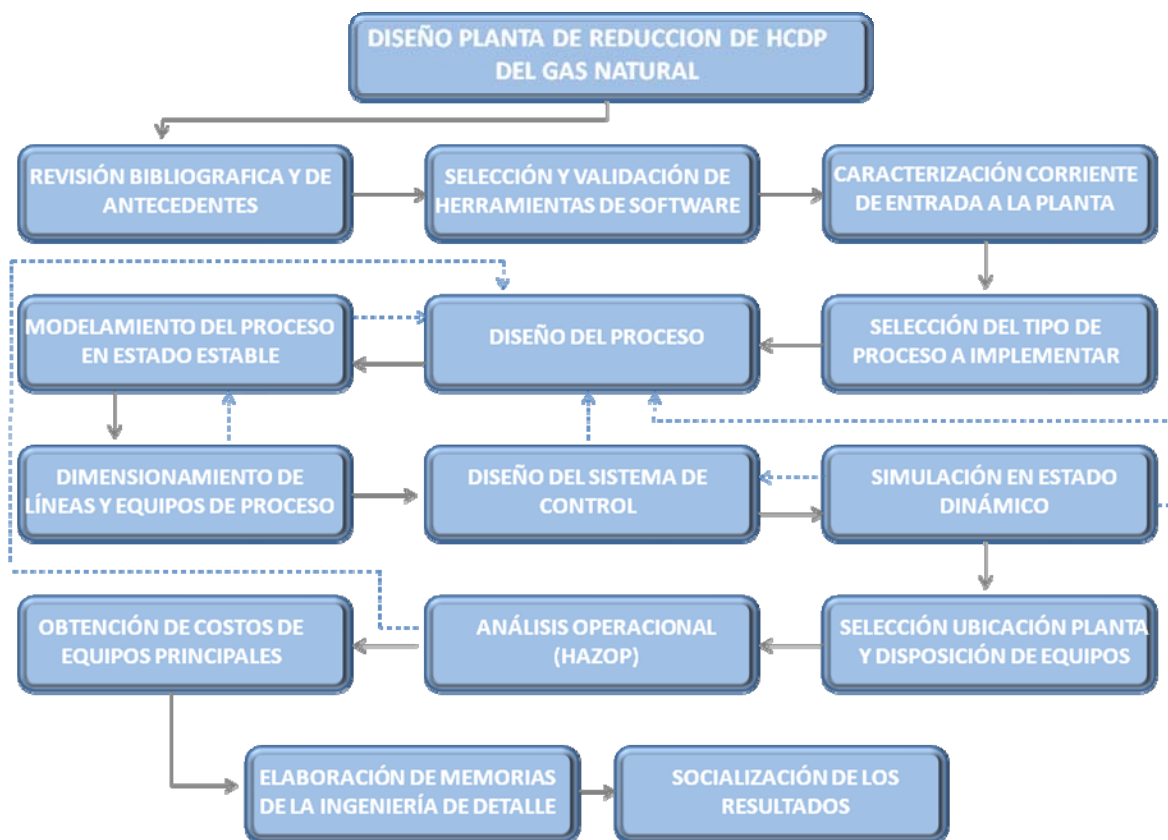 DISEÑO PLANTA DE REDUCCION DE HCDP
DEL GAS NATURAL
REVISIÓN BIBLIOGRAFICA Y DE
ANTECEDENTES
SELECCIÓN Y VALIDACIÓN DE
HERRAMIENTAS DE SOFTWARE
CARACTERIZACIÓN CORRIENTE
DE ENTRADA A LA PLANTA
SELECCIÓN DEL TIPO DE
PROCESO A IMPLEMENTAR
DISEÑO DEL PROCESO
MODELAMIENTO DEL PROCESO
EN ESTADO ESTABLE
DIMENSIONAMIENTO DE
LÍNEAS Y EQUIPOS DE PROCESO
DISEÑO DEL SISTEMA DE
CONTROL
SIMULACIÓN EN ESTADO
DINÁMICO
SELECCIÓN UBICACIÓN PLANTA
Y DISPOSICIÓN DE EQUIPOS
ANÁLISIS OPERACIONAL
(HAZOP)
OBTENCIÓN DE COSTOS DE
EQUIPOS PRINCIPALES
ELABORACIÓN DE MEMORIAS
DE LA INGENIERÍA DE DETALLE
SOCIALIZACIÓN DE LOS
RESULTADOS